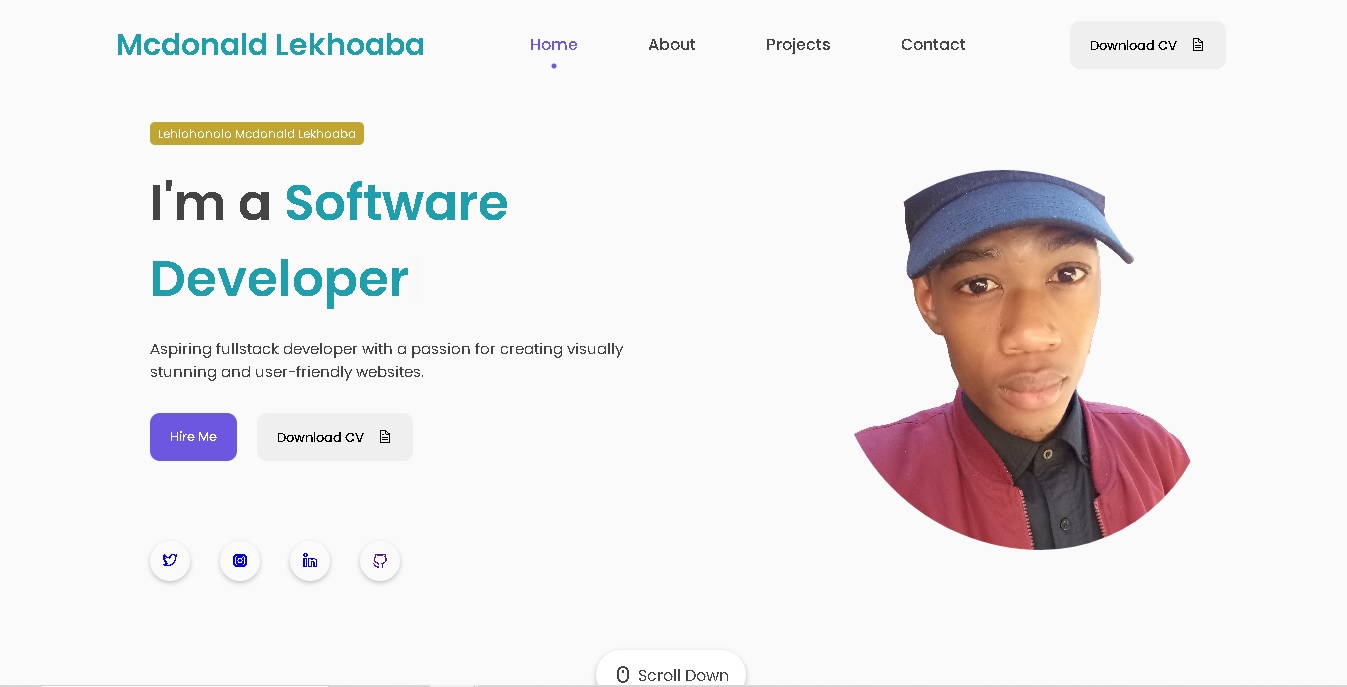 Mcdonald Lekhoaba
Home
About
Projects
Contact
Download CV
Lehlohonolo Mcdonald Lekhoaba
I'm a Software
Developer
Aspiring fullstack developer with a passion for creating visually
stunning and user-friendly websites.
Hire Me
Download CV
Scroll Down